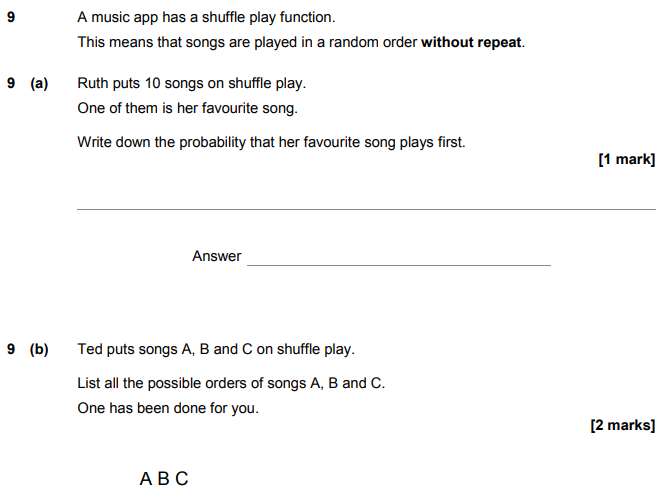 9 A music app has a shuffle play function.
This means that songs are played in a random order without repeat.
9 (a) Ruth puts 10 songs on shuffle play.
One of them is her favourite song.
Write down the probability that her favourite song plays first.
[1 mark]
Answer
9 (b) Ted puts songs A, B and C on shuffle play.
List all the possible orders of songs A, B and C.
One has been done for you.
[2 marks]
A B C